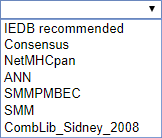 IEDB recommended
Consensus
NetMHCpan
ANN
SMMPMBEC
SMM
CombLib_Sidney_2008